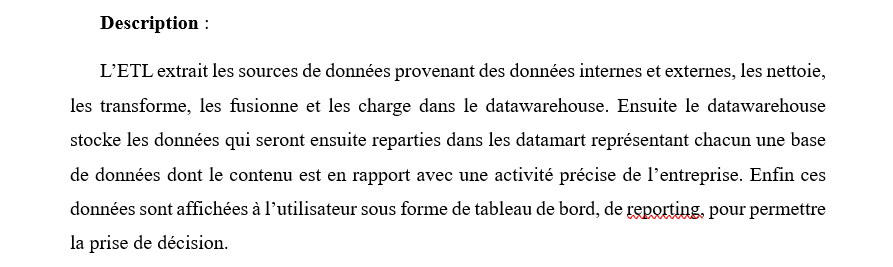 Description :
L’ETL extrait les sources de données provenant des données internes et externes, les nettoie,
les transforme, les fusionne et les charge dans le datawarehouse. Ensuite le datawarehouse
stocke les données qui seront ensuite reparties dans les datamart représentant chacun une base
de données dont le contenu est en rapport avec une activité précise de l’entreprise. Enfin ces
données sont affichées à l’utilisateur sous forme de tableau de bord, de reporting, pour permettre
la prise de décision.